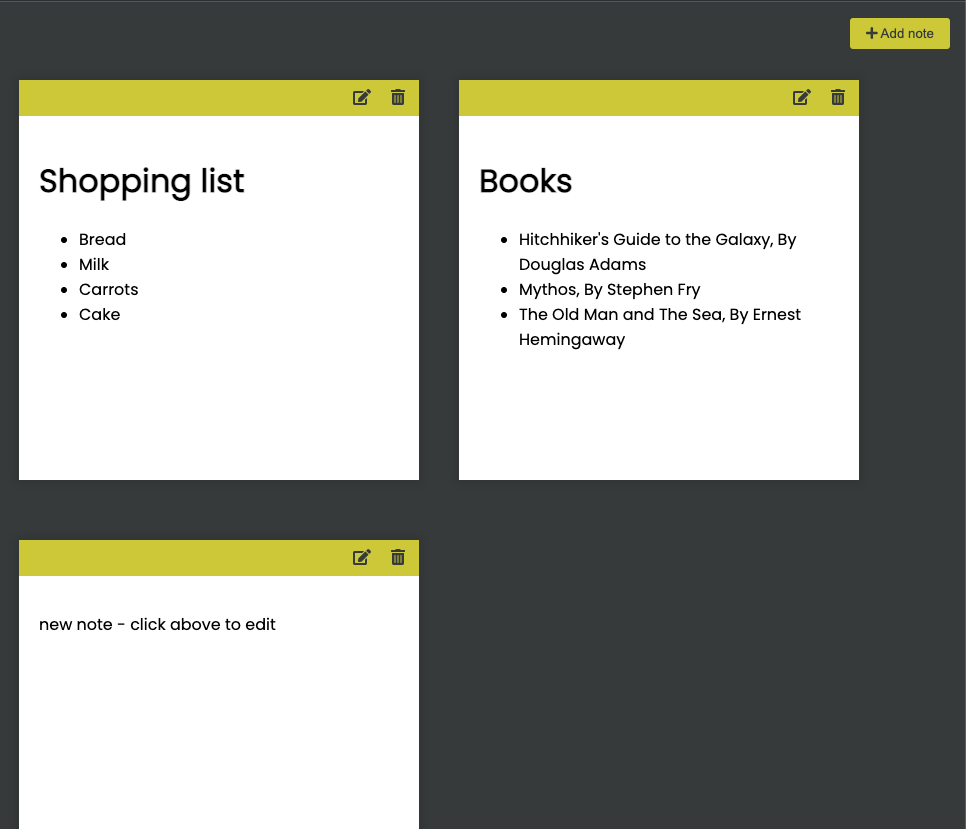 Add note
Shopping list
Bread
Milk
Carrots
Cake
Books
Hitchhiker's Guide to the Galaxy, By
Douglas Adams
Mythos, By Stephen Fry
The Old Man and The Sea, By Ernest
Hemingaway
new note - click above to edit